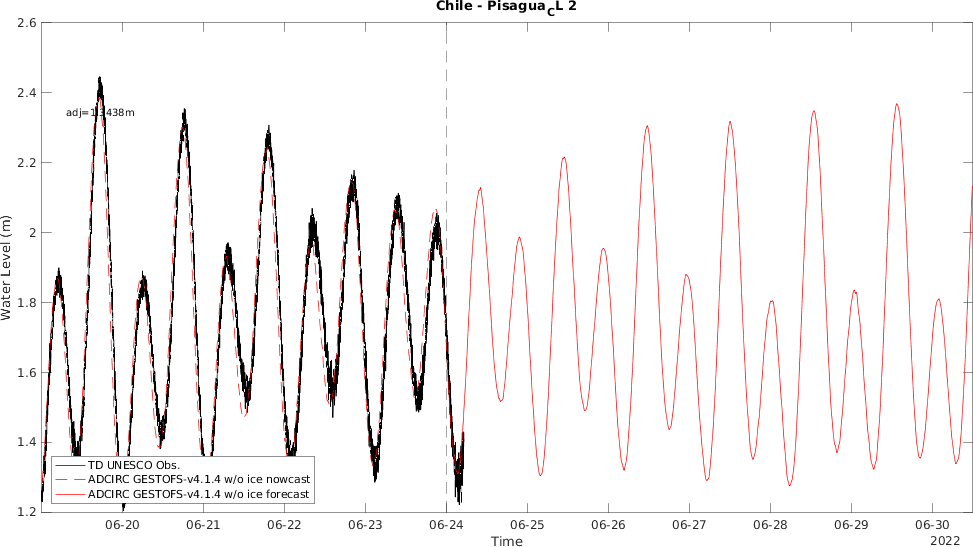 Chile - Pisagua_CL 2
2.6
2.4
adj=1.3438m
2.2
2
1.8
1.6
1.4
1.2
Water Level (m)
TD UNESCO Obs.
ADCIRC GESTOFS-v4.1.4 w/o ice nowcast
ADCIRC GESTOFS-v4.1.4 w/o ice forecast
06-20 06-21 06-22 06-23 06-24 06-25 06-26 06-27 06-28 06-29 06-30
Time
2022